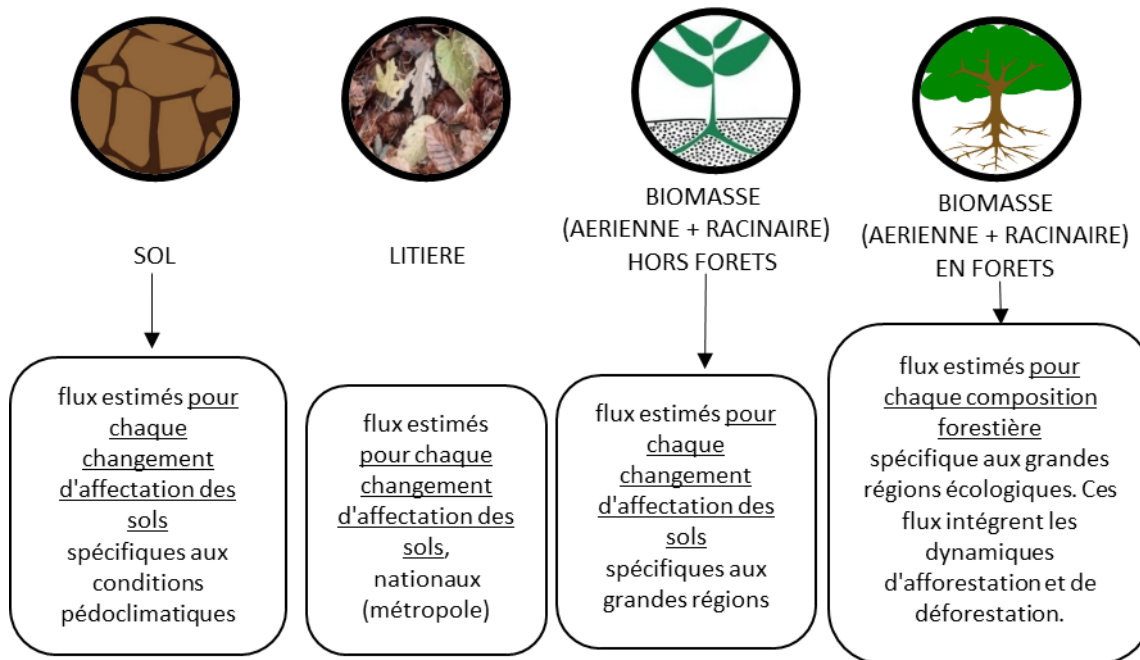 SOL
LITIERE
BIOMASSE
(AERIENNE + RACINAIRE)
HORS FORETS
BIOMASSE
(AERIENNE + RACINAIRE)
EN FORETS
flux estimés pour
chaque
changement
d'affectation des
sols
spécifiques aux
conditions
pédoclimatiques
flux estimés
pour chaque
changement
d'affectation des
sols,
nationaux
(métropole)
flux estimés pour
chaque
changement
d'affectation des
sols
spécifiques aux
grandes régions
flux estimés pour
chaque composition
forestière
spécifique aux grandes
régions écologiques. Ces
flux intégrent les
dynamiques
d'afforestation et de
déforestation.